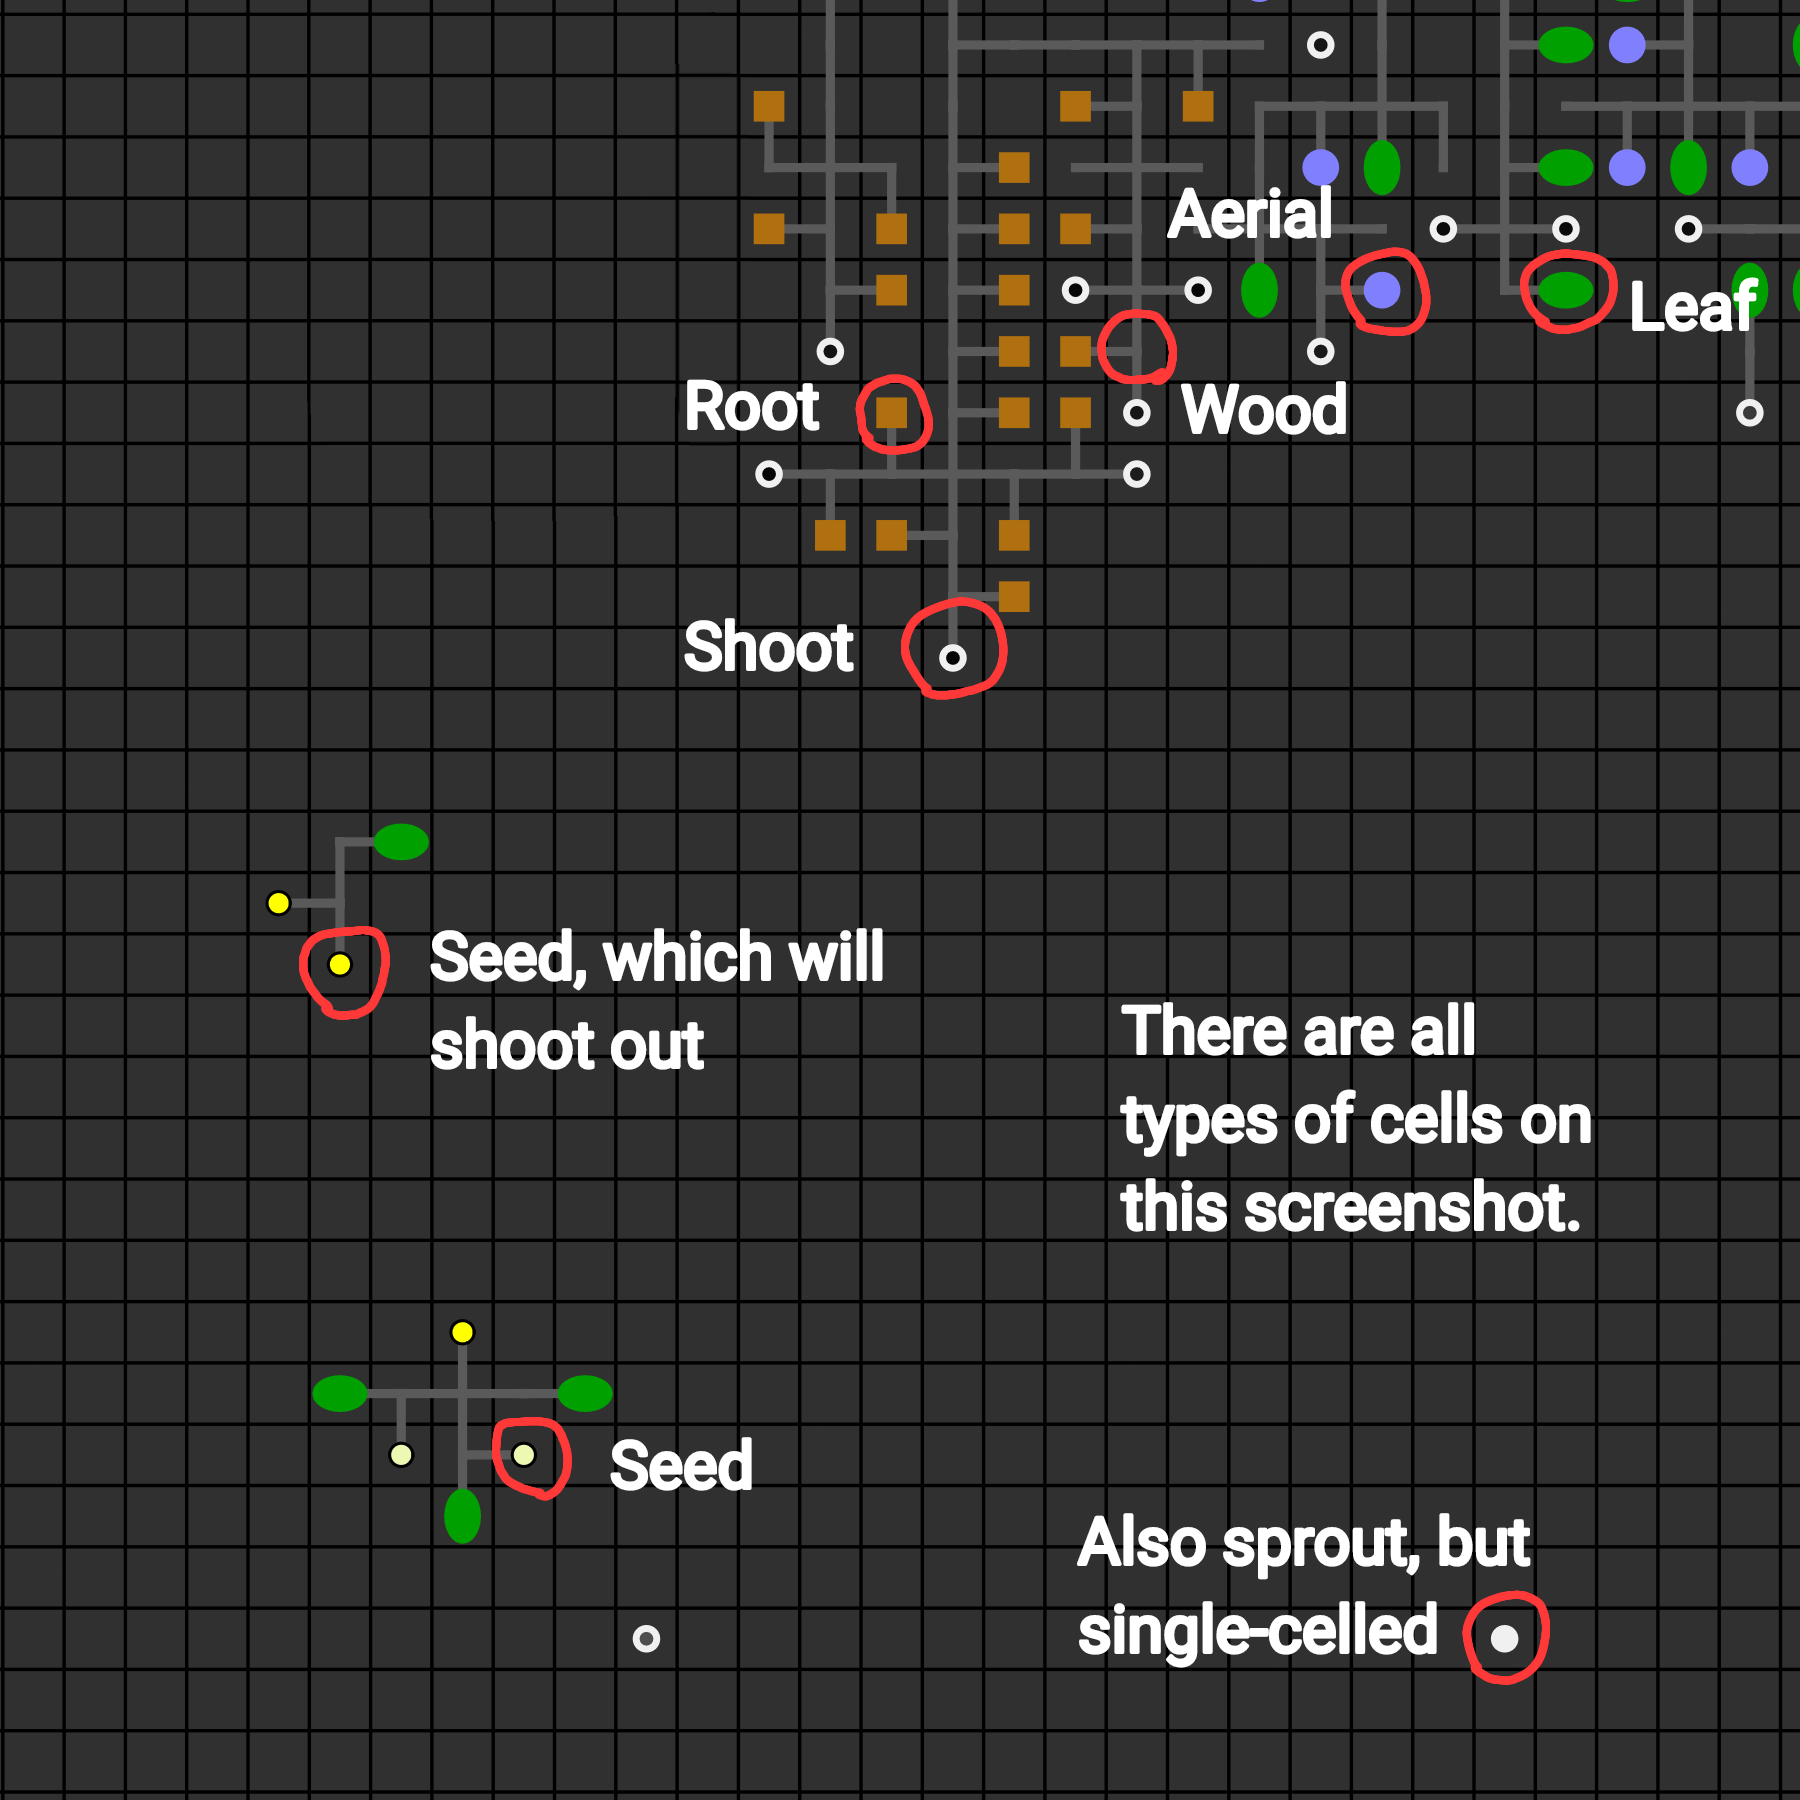 Aerial
Leaf
Root
Wood
Shoot
Seed, which will
shoot out
There are all
types of cells on
this screenshot.
Seed
Also sprout, but
single-celled